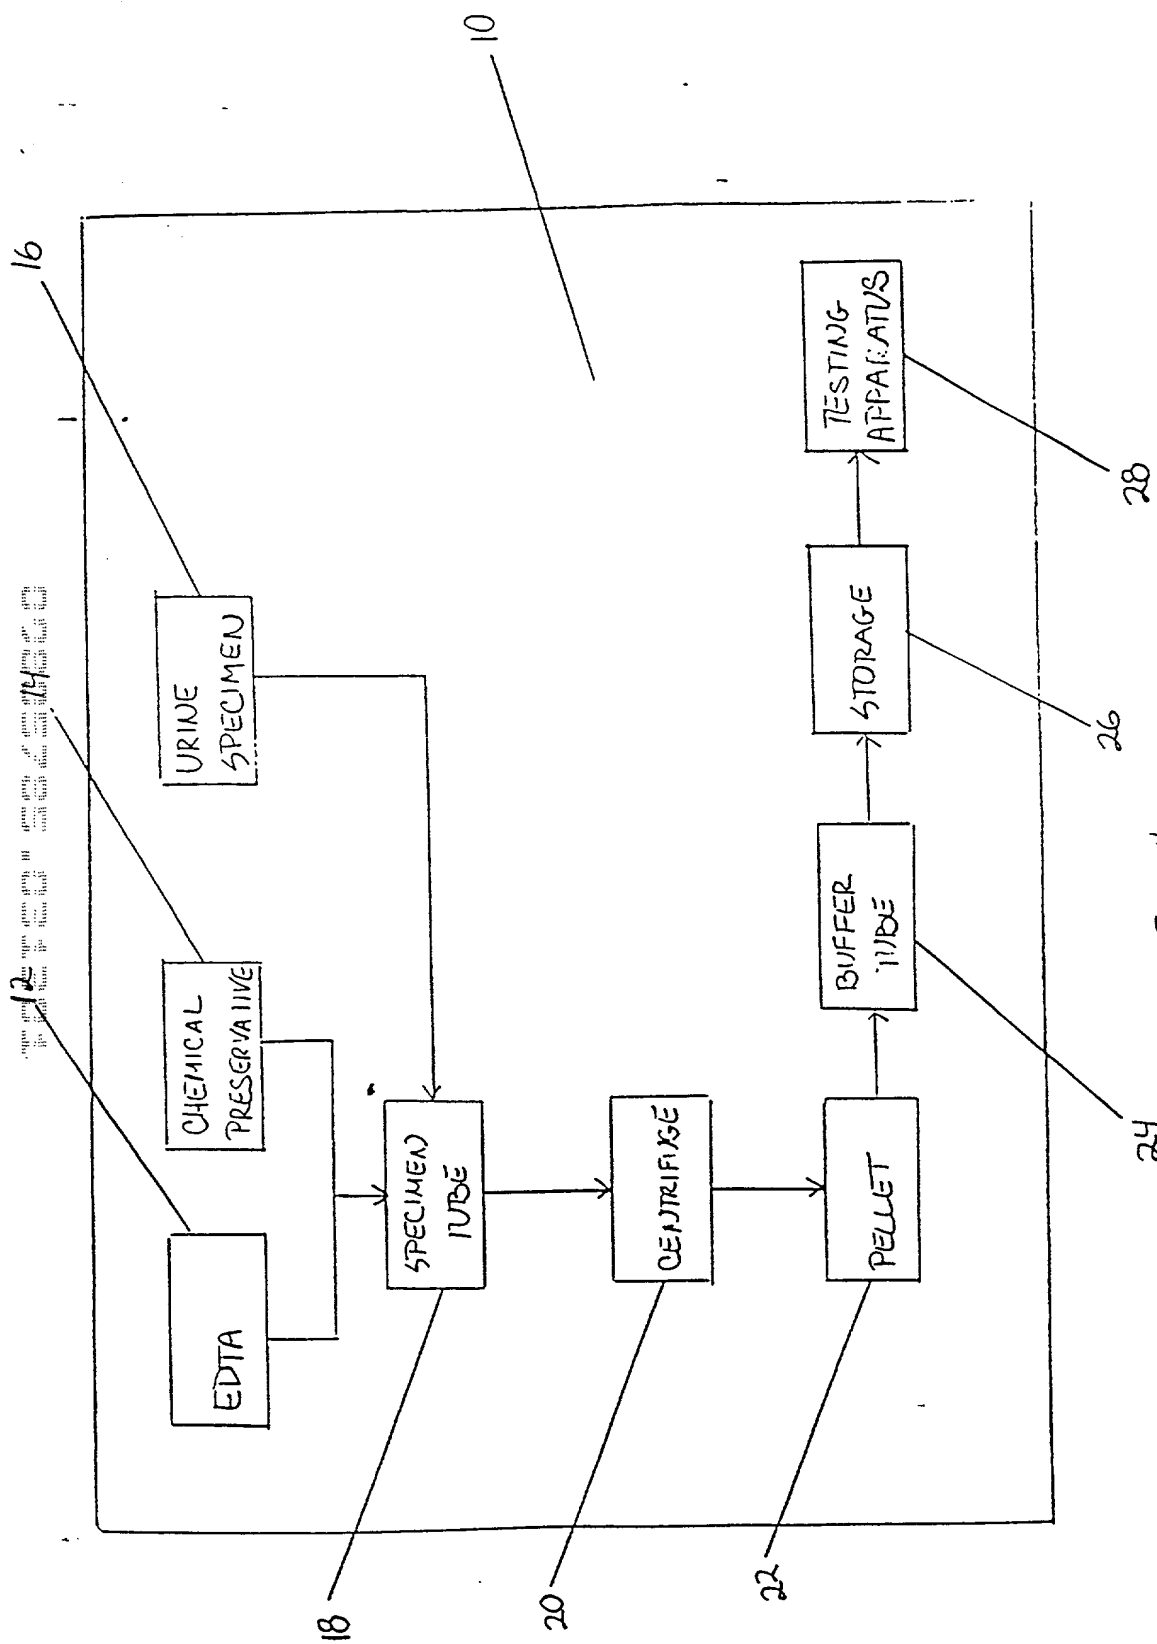 10
16
14
12
EDTA
CHEMICAL
PRESERVATIVE
URINE
SPECIMEN
SPECIMEN
TUBE
18
CENTRIFUGE
20
PELLET
22
BUFFER
TUBE
24
STORAGE
26
TESTING
APPARATUS
28